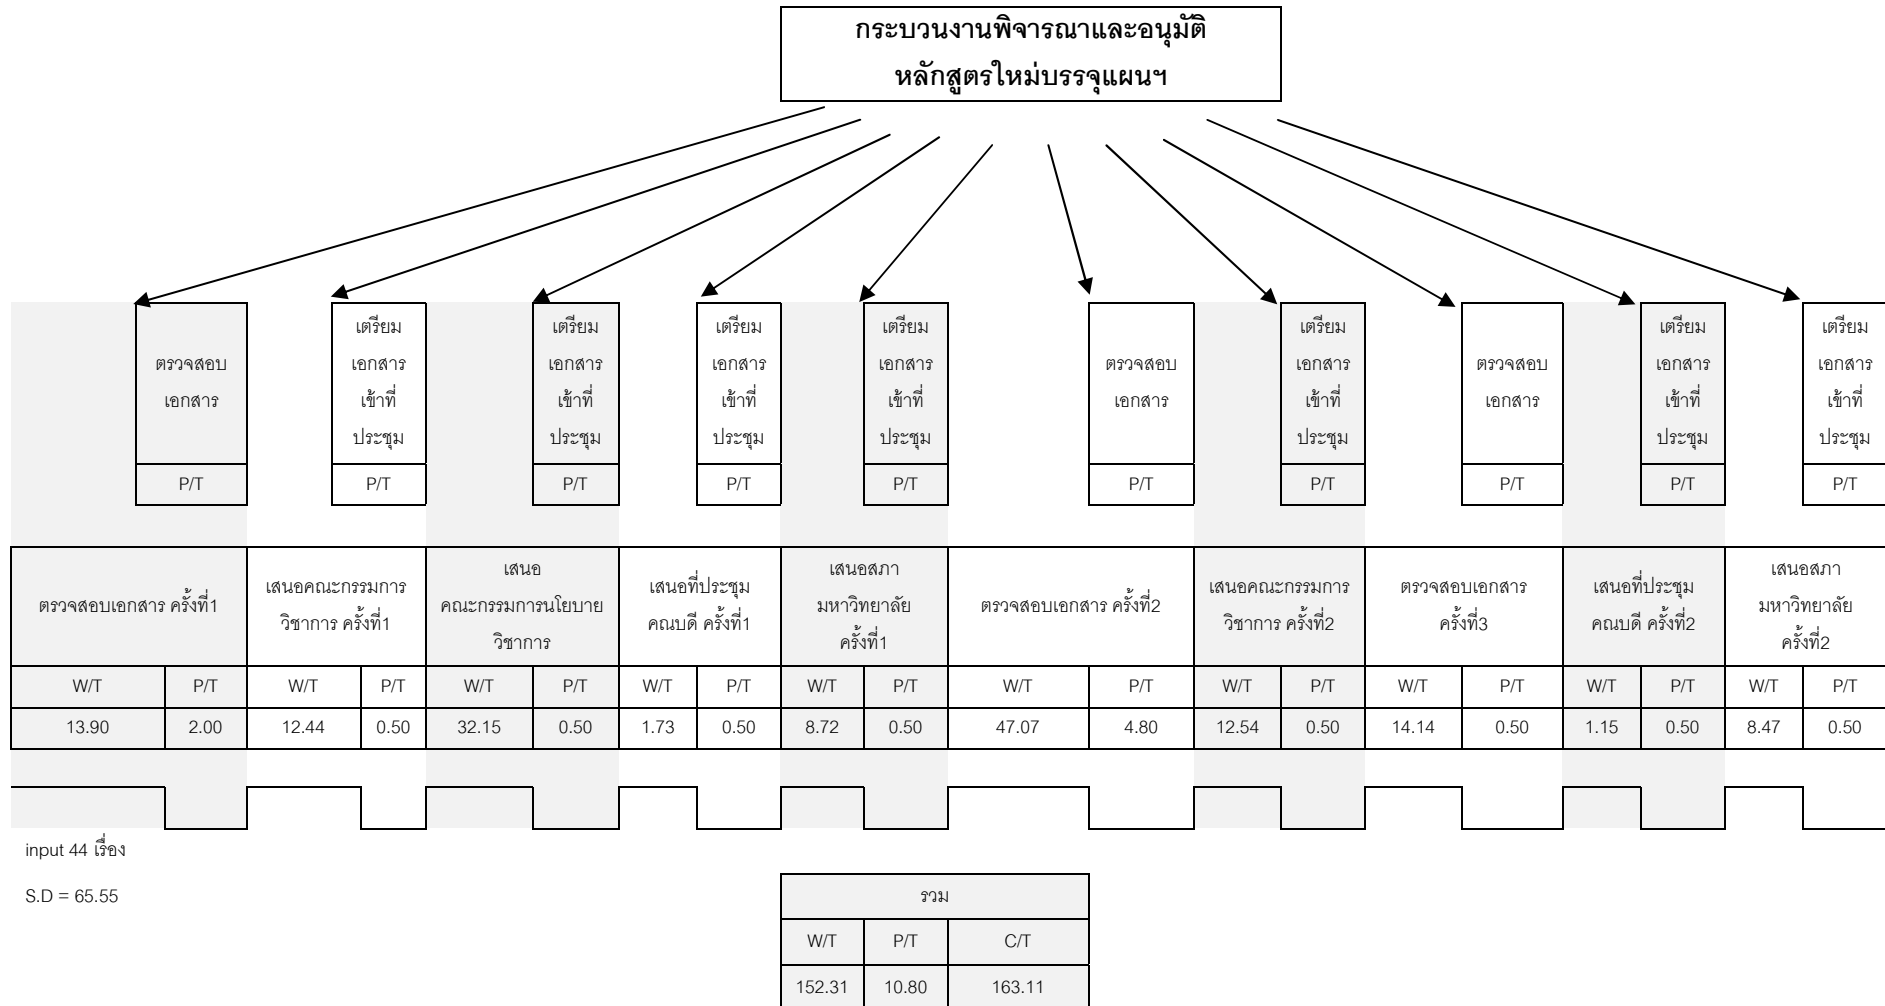 กระบวนงานพิจารณาและอนุมัติ
หลักสูตรใหม่บรรจุแผนฯ
ตรวจสอบ
เอกสาร
P/T
เตรียม
เอกสาร
เข้าที่
ประชุม
P/T
เตรียม
เอกสาร
เข้าที่
ประชุม
P/T
เตรียม
เอกสาร
เข้าที่
ประชุม
P/T
เตรียม
เอกสาร
เข้าที่
ประชุม
P/T
ตรวจสอบ
เอกสาร
P/T
เตรียม
เอกสาร
เข้าที่
ประชุม
P/T
ตรวจสอบ
เอกสาร
P/T
เตรียม
เอกสาร
เข้าที่
ประชุม
P/T
เตรียม
เอกสาร
เข้าที่
ประชุม
P/T
ตรวจสอบเอกสาร ครั้งที่1
เสนอคณะกรรมการ
วิชาการ ครั้งที่1
เสนอ
คณะกรรมการนโยบาย
วิชาการ
เสนอที่ประชุม
คณบดี ครั้งที่1
เสนอสภา
มหาวิทยาลัย
ครั้งที่1
ตรวจสอบเอกสาร ครั้งที่2
เสนอคณะกรรมการ
วิชาการ ครั้งที่2
ตรวจสอบเอกสาร
ครั้งที่3
เสนอที่ประชุม
คณบดี ครั้งที่2
เสนอสภา
มหาวิทยาลัย
ครั้งที่2
W/T P/T W/T P/T W/T P/T W/T P/T W/T P/T W/T P/T W/T P/T W/T P/T W/T P/T W/T P/T
13.90 2.00 12.44 0.50 32.15 0.50 1.73 0.50 8.72 0.50 47.07 4.80 12.54 0.50 14.14 0.50 1.15 0.50 8.47 0.50
input 44 เรื่อง
S.D = 65.55
รวม
W/T P/T C/T
152.31 10.80 163.11